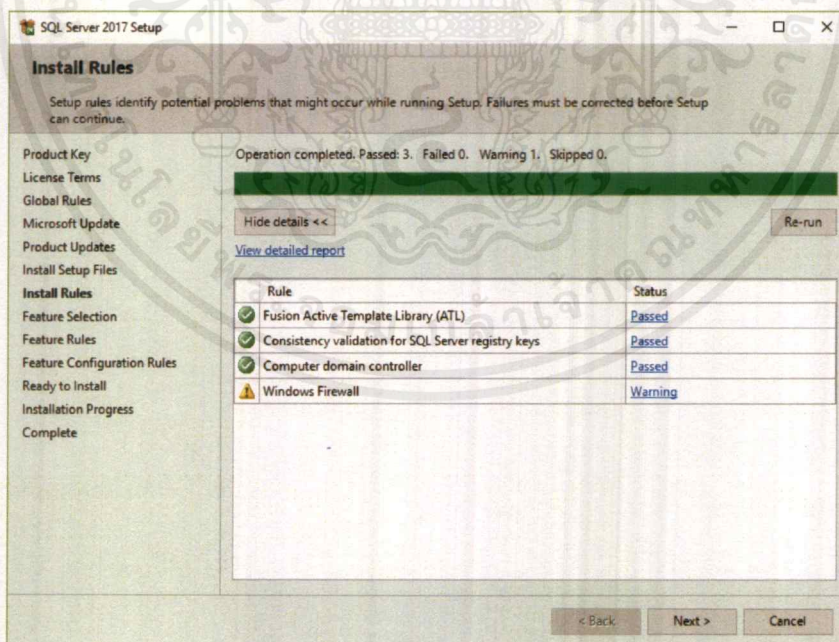 SQL Server 2017 Setup
Install Rules
Setup rules identify potential problems that might occur while running Setup. Failures must be corrected before Setup
can continue.
Product Key
License Terms
Global Rules
Microsoft Update
Product Updates
Install Setup Files
Install Rules
Feature Selection
Feature Rules
Feature Configuration Rules
Ready to Install
Installation Progress
Complete
Operation completed. Passed: 3. Failed 0. Warning 1. Skipped 0.
Hide details <<
Re-run
View detailed report
Rule Status
Fusion Active Template Library (ATL) Passed
Consistency validation for SQL Server registry keys Passed
Computer domain controller Passed
Windows Firewall Warning
< Back
Next >
Cancel